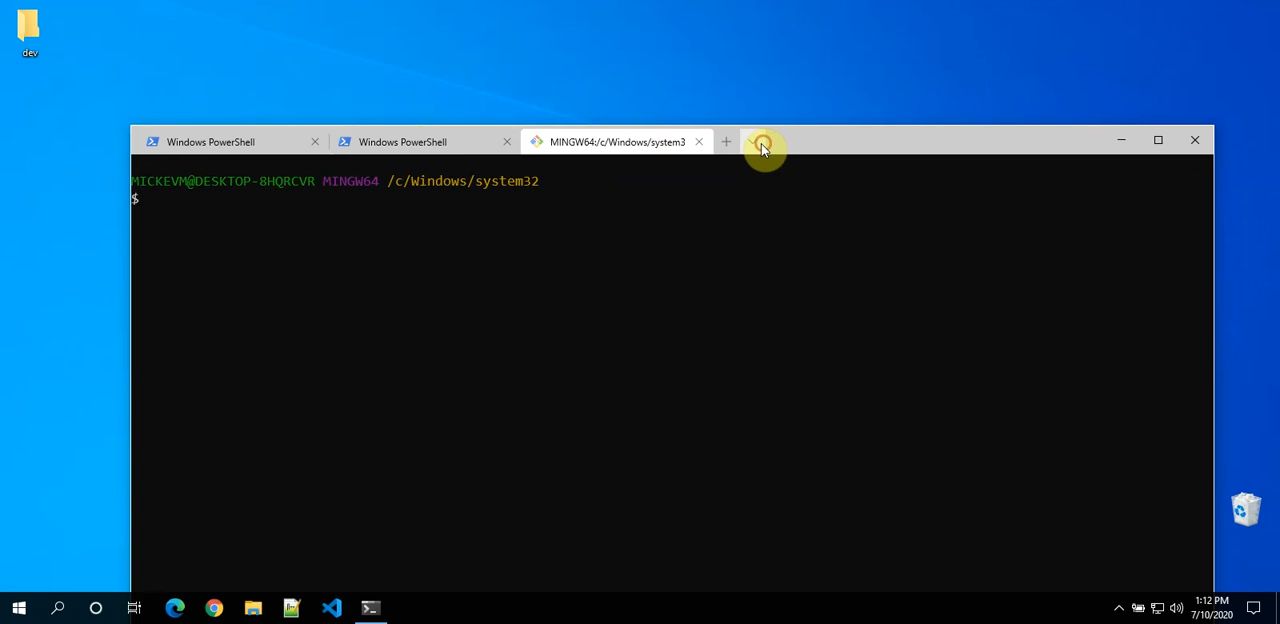 dev
Windows PowerShell
Windows PowerShell
MINGW64:/c/Windows/system3
MICKEVM@DESKTOP-8HQRCVR MINGW64 /c/Windows/system32
$
1:12 PM
7/10/2020